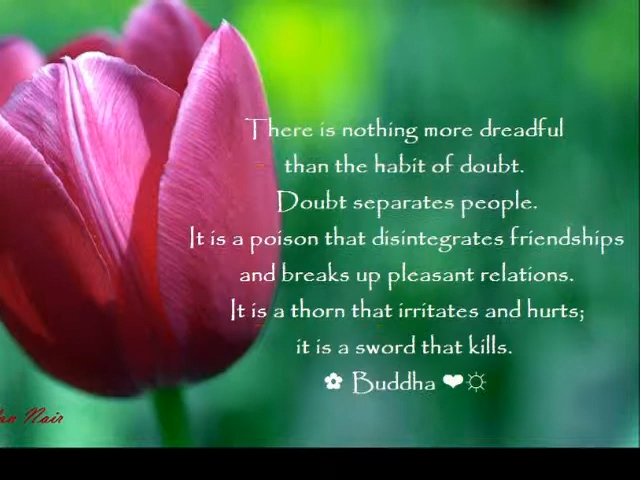 There is nothing more dreadful
than the habit of doubt.
Doubt separates people.
It is a poison that disintegrates friendships
and breaks up pleasant relations.
It is a thorn that irritates and hurts;
it is a sword that kills.
✿ Buddha ❤☼
Nair